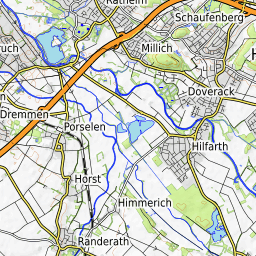 Ratheim
Schaufenberg
Millich
Doverack
Dremmen
Porselen
Hilfarth
Horst
Himmerich
Randerath